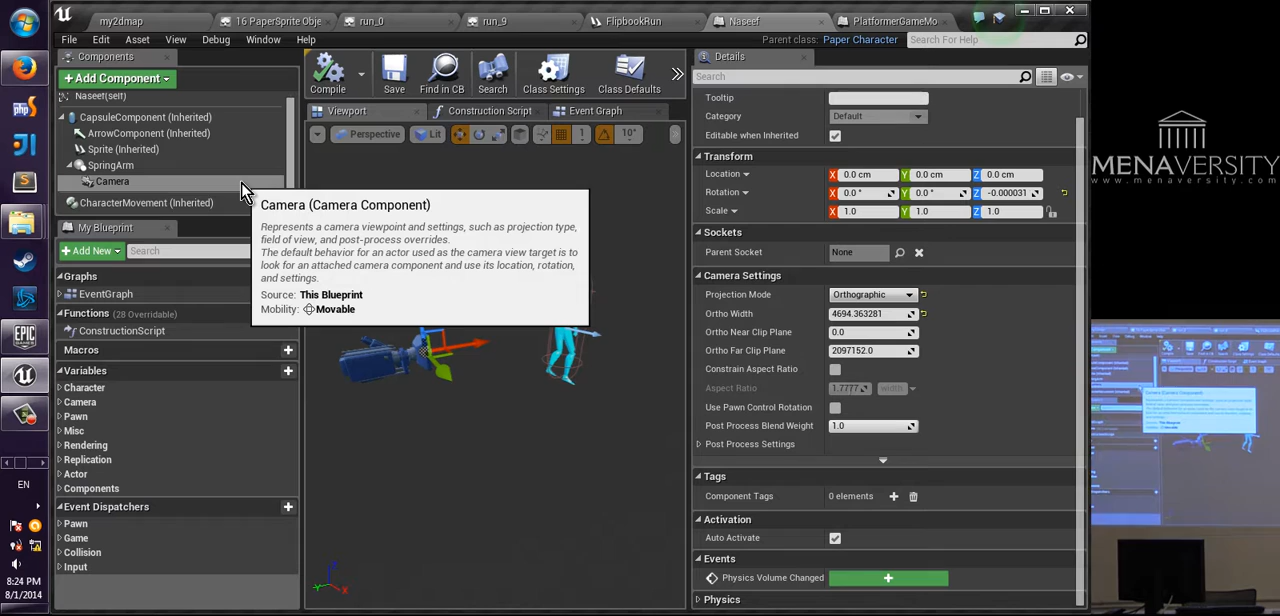 my2dmap
16 PaperSprite Obje
run_0
run_9
FlipbookRun
Naseef
PlatformerGameMo
File Edit Asset View Debug Window Help
Parent class: Paper Character
Search For Help
Components
+Add Component
Naseef(self)
CapsuleComponent (Inherited)
ArrowComponent (Inherited)
Sprite (Inherited)
SpringArm
Camera
CharacterMovement (Inherited)
My Blueprint
+Add New
Search
Graphs
EventGraph
Functions (28 Overridable)
ConstructionScript
Macros
Variables
Character
Camera
Pawn
Misc
Rendering
Replication
Actor
Components
Event Dispatchers
Pawn
Game
Collision
Input
Compile
Save
Find in CB
Search
Class Settings
Class Defaults
Viewport
Construction Script
Event Graph
Perspective
Lit
10°
Camera (Camera Component)
Represents a camera viewpoint and settings, such as projection type,
field of view, and post-process overrides.
The default behavior for an actor used as the camera view target is to
look for an attached camera component and use its location, rotation,
and settings.
Source: This Blueprint
Mobility: Movable
Details
Search
Tooltip
Category Default
Editable when Inherited
Transform
Location X 0.0 cm Y 0.0 cm Z 0.0 cm
Rotation X 0.0 ° Y 0.0 ° Z -0.000031
Scale X 1.0 Y 1.0 Z 1.0
Sockets
Parent Socket None
Camera Settings
Projection Mode Orthographic
Ortho Width 4694.363281
Ortho Near Clip Plane 0.0
Ortho Far Clip Plane 2097152.0
Constrain Aspect Ratio
Aspect Ratio 1.7777 width
Use Pawn Control Rotation
Post Process Blend Weight 1.0
Post Process Settings
Tags
Component Tags 0 elements
Activation
Auto Activate
Events
Physics Volume Changed
Physics
php
EPIC
GAMES
EN
8:24 PM
8/1/2014
MENAVERSITY
www.menaversity.com